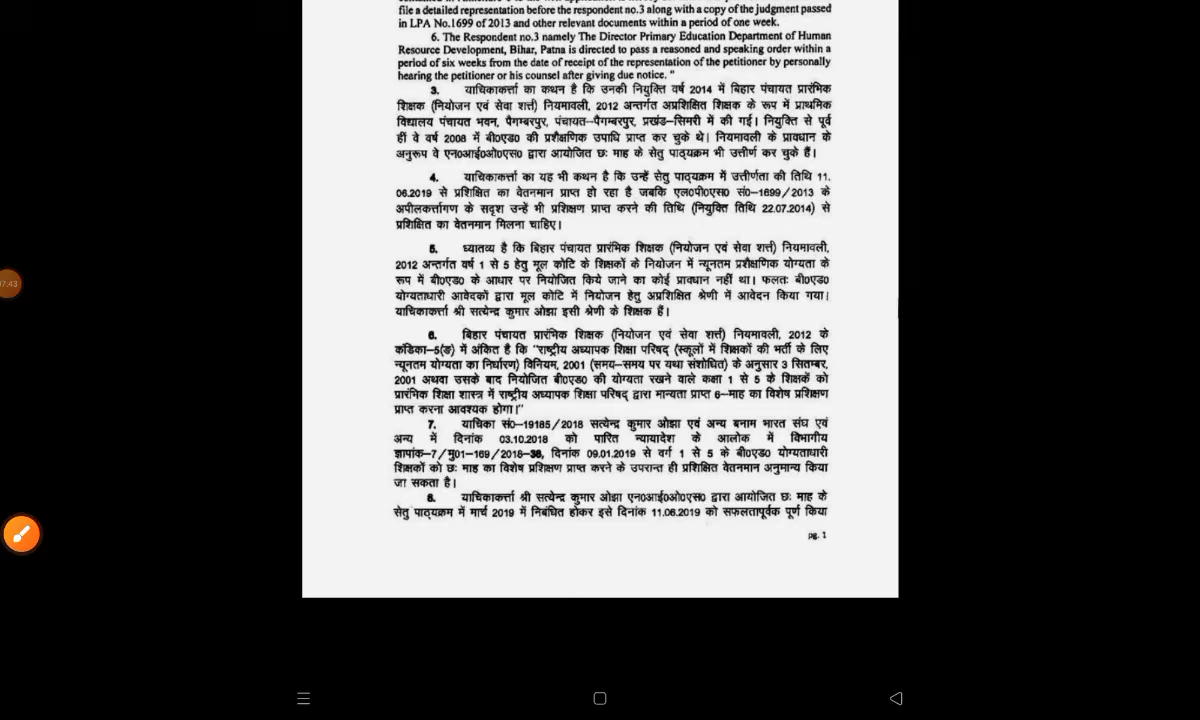 file a detailed representation before the respondent no.3 along with a copy of the judgment passed
in LPA No.1699 of 2013 and other relevant documents within a period of one week.
6. The Respondent no.3 namely The Director Primary Education Department of Human
Resource Development, Bihar, Patna is directed to pass a reasoned and speaking order within a
period of six weeks from the date of receipt of the representation of the petitioner by personally
hearing the petitioner or his counsel after giving due notice. "
3. याचिकाकर्त्ता का कथन है कि उनकी नियुक्ति वर्ष 2014 में बिहार पंचायत प्रारंभिक
शिक्षक (नियोजन एवं सेवा शर्त्त) नियमावली, 2012 अन्तर्गत अप्रशिक्षित शिक्षक के रूप में प्राथमिक
विद्यालय पंचायत भवन, पैगम्बरपुर, पंचायत–पैगम्बरपुर, प्रखंड–सिमरी में की गई। नियुक्ति से पूर्व
हीं वे वर्ष 2008 में बी०एड० की प्रशैक्षणिक उपाधि प्राप्त कर चुके थे। नियमावली के प्रावधान के
अनुरूप वे एन०आई०ओ०एस० द्वारा आयोजित छः माह के सेतु पाठ्यक्रम भी उत्तीर्ण कर चुके हैं।
4. याचिकाकर्त्ता का यह भी कथन है कि उन्हें सेतु पाठ्यक्रम में उत्तीर्णता की तिथि 11.
06.2019 से प्रशिक्षित का वेतनमान प्राप्त हो रहा है जबकि एल०पी०एस० सं०–1699/2013 के
अपीलकर्त्तागण के सदृश उन्हें भी प्रशिक्षण प्राप्त करने की तिथि (नियुक्ति तिथि 22.07.2014) से
प्रशिक्षित का वेतनमान मिलना चाहिए।
5. ध्यातव्य है कि बिहार पंचायत प्रारंभिक शिक्षक (नियोजन एवं सेवा शर्त्त) नियमावली,
2012 अन्तर्गत वर्ष 1 से 5 हेतु मूल कोटि के शिक्षकों के नियोजन में न्यूनतम प्रशैक्षणिक योग्यता के
रूप में बी०एड० के आधार पर नियोजित किये जाने का कोई प्रावधान नहीं था। फलतः बी०एड०
योग्यताधारी आवेदकों द्वारा मूल कोटि में नियोजन हेतु अप्रशिक्षित श्रेणी में आवेदन किया गया।
याचिकाकर्त्ता श्री सत्येन्द्र कुमार ओझा इसी श्रेणी के शिक्षक हैं।
6. बिहार पंचायत प्रारंभिक शिक्षक (नियोजन एवं सेवा शर्त्त) नियमावली, 2012 के
कंडिका–5(ङ) में अंकित है कि "राष्ट्रीय अध्यापक शिक्षा परिषद् (स्कूलों में शिक्षकों की भर्ती के लिए
न्यूनतम योग्यता का निर्धारण) विनियम, 2001 (समय–समय पर यथा संशोधित) के अनुसार 3 सितम्बर,
2001 अथवा उसके बाद नियोजित बी०एड० की योग्यता रखने वाले कक्षा 1 से 5 के शिक्षकों को
प्रारंभिक शिक्षा शास्त्र में राष्ट्रीय अध्यापक शिक्षा परिषद् द्वारा मान्यता प्राप्त 6–माह का विशेष प्रशिक्षण
प्राप्त करना आवश्यक होगा।"
7. याचिका सं०–19185/2018 सत्येन्द्र कुमार ओझा एवं अन्य बनाम भारत संघ एवं
अन्य में दिनांक 03.10.2018 को पारित न्यायादेश के आलोक में विभागीय
ज्ञापांक–7/मु01–169/2018–38, दिनांक 09.01.2019 से वर्ग 1 से 5 के बी०एड० योग्यताधारी
शिक्षकों को छः माह का विशेष प्रशिक्षण प्राप्त करने के उपरान्त ही प्रशिक्षित वेतनमान अनुमान्य किया
जा सकता है।
8. याचिकाकर्त्ता श्री सत्येन्द्र कुमार ओझा एन०आई०ओ०एस० द्वारा आयोजित छः माह के
सेतु पाठ्यक्रम में मार्च 2019 में निबंधित होकर इसे दिनांक 11.06.2019 को सफलतापूर्वक पूर्ण किया
pg. 1